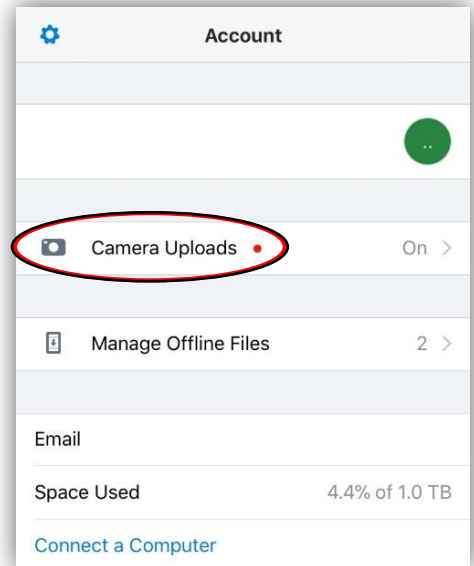 Account
..
Camera Uploads On
Manage Offline Files 2
Email
Space Used 4.4% of 1.0 TB
Connect a Computer